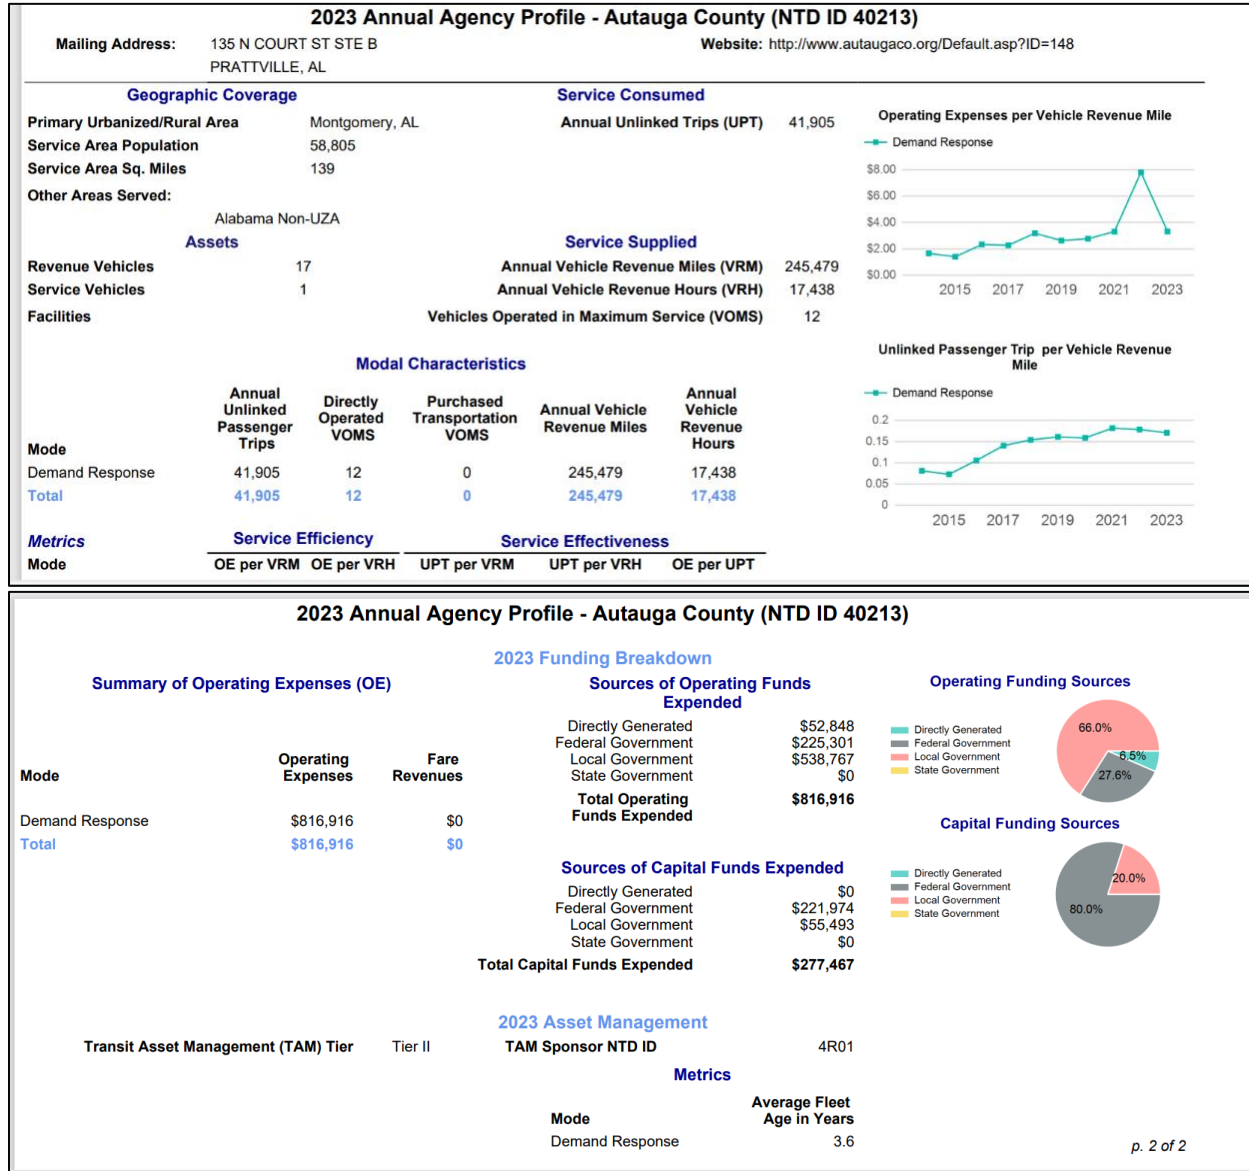 2023 Annual Agency Profile - Autauga County (NTD ID 40213)
Mailing Address: 135 N COURT ST STE B
PRATTVILLE, AL
Website: http://www.autaugaco.org/Default.asp?ID=148
Geographic Coverage
Primary Urbanized/Rural Area Montgomery, AL
Service Area Population 58,805
Service Area Sq. Miles 139
Other Areas Served:
Alabama Non-UZA
Service Consumed
Annual Unlinked Trips (UPT) 41,905
Assets
Revenue Vehicles 17
Service Vehicles 1
Facilities
Service Supplied
Annual Vehicle Revenue Miles (VRM) 245,479
Annual Vehicle Revenue Hours (VRH) 17,438
Vehicles Operated in Maximum Service (VOMS) 12
Operating Expenses per Vehicle Revenue Mile
Demand Response
$8.00
$6.00
$4.00
$2.00
$0.00
2015 2017 2019 2021 2023
Unlinked Passenger Trip per Vehicle Revenue
Mile
Demand Response
0.2
0.15
0.1
0.05
0
2015 2017 2019 2021 2023
Modal Characteristics
Mode
Annual
Unlinked
Passenger
Trips
Directly
Operated
VOMS
Purchased
Transportation
VOMS
Annual Vehicle
Revenue Miles
Annual
Vehicle
Revenue
Hours
Demand Response 41,905 12 0 245,479 17,438
Total 41,905 12 0 245,479 17,438
Metrics Service Efficiency Service Effectiveness
Mode OE per VRM OE per VRH UPT per VRM UPT per VRH OE per UPT
2023 Annual Agency Profile - Autauga County (NTD ID 40213)
2023 Funding Breakdown
Summary of Operating Expenses (OE)
Mode
Operating
Expenses
Fare
Revenues
Demand Response $816,916 $0
Total $816,916 $0
Sources of Operating Funds
Expended
Directly Generated $52,848
Federal Government $225,301
Local Government $538,767
State Government $0
Total Operating
Funds Expended
$816,916
Sources of Capital Funds Expended
Directly Generated $0
Federal Government $221,974
Local Government $55,493
State Government $0
Total Capital Funds Expended $277,467
Operating Funding Sources
Directly Generated
Federal Government
Local Government
State Government
66.0%
6.5%
27.6%
Capital Funding Sources
Directly Generated
Federal Government
Local Government
State Government
20.0%
80.0%
2023 Asset Management
Transit Asset Management (TAM) Tier Tier II TAM Sponsor NTD ID 4R01
Metrics
Mode
Average Fleet
Age in Years
Demand Response 3.6
p. 2 of 2